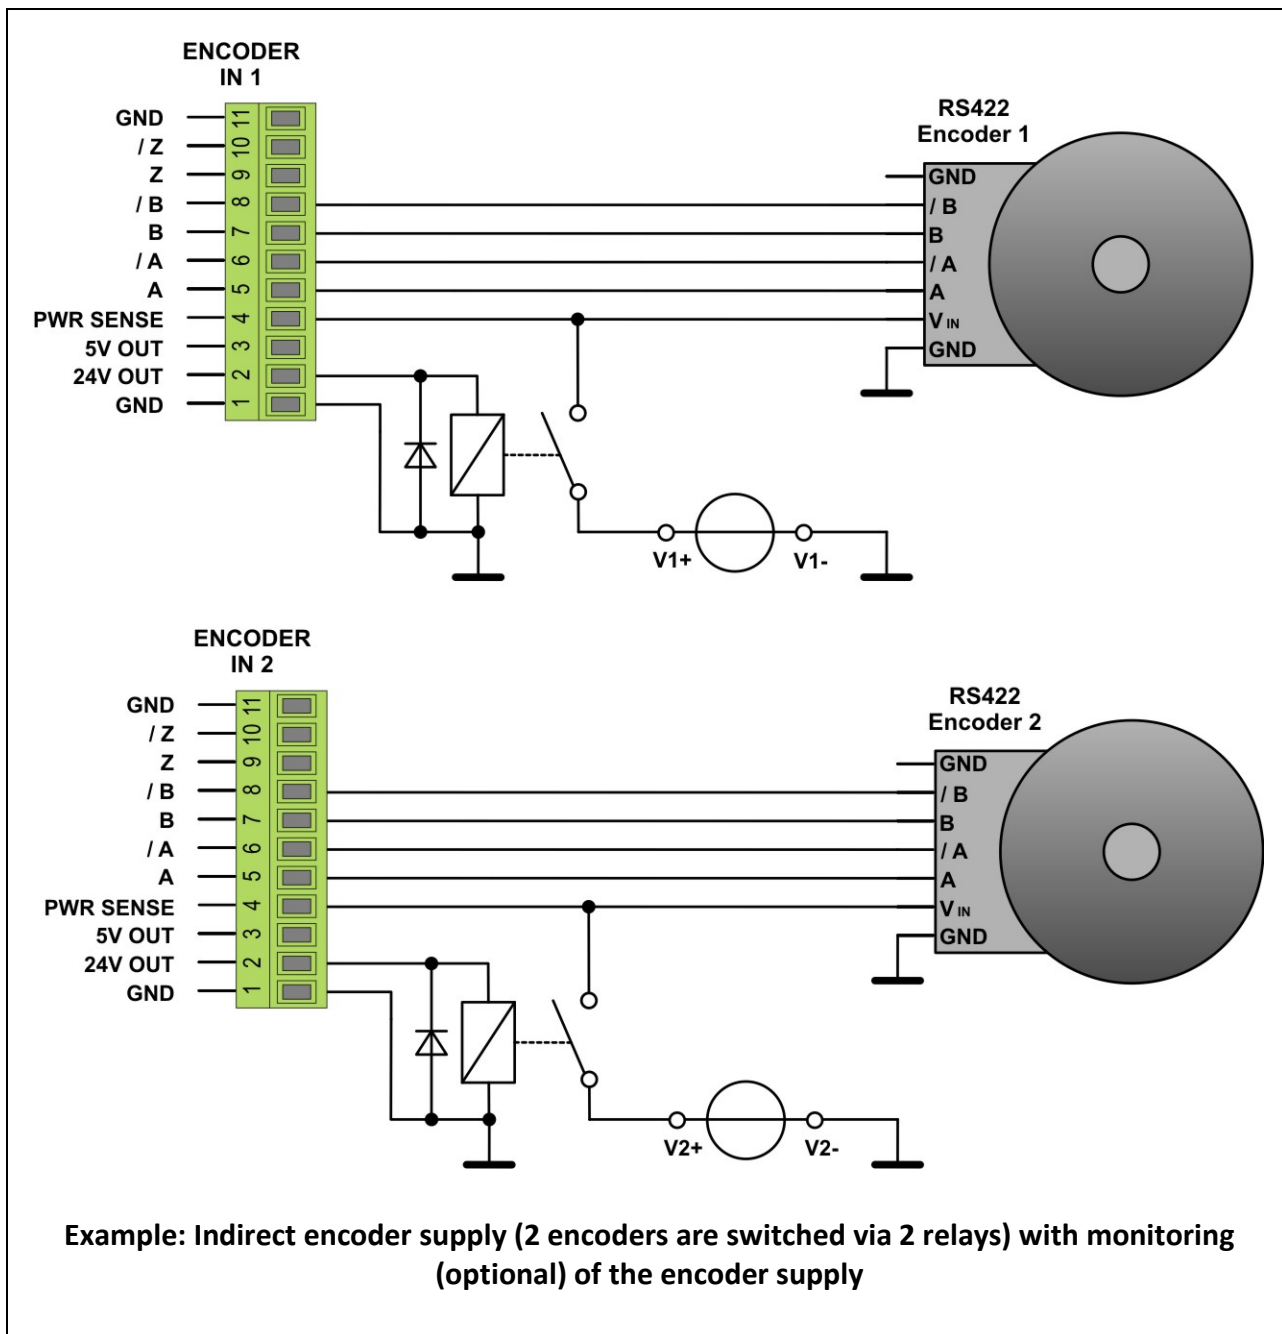 ENCODER
IN 1
GND 11
/ Z 10
Z 9
/ B 8
B 7
/ A 6
A 5
PWR SENSE 4
5V OUT 3
24V OUT 2
GND 1
RS422
Encoder 1
GND
/ B
B
/ A
A
V IN
GND
V1+ V1-
ENCODER
IN 2
GND 11
/ Z 10
Z 9
/ B 8
B 7
/ A 6
A 5
PWR SENSE 4
5V OUT 3
24V OUT 2
GND 1
RS422
Encoder 2
GND
/ B
B
/ A
A
V IN
GND
V2+ V2-
Example: Indirect encoder supply (2 encoders are switched via 2 relays) with monitoring
(optional) of the encoder supply